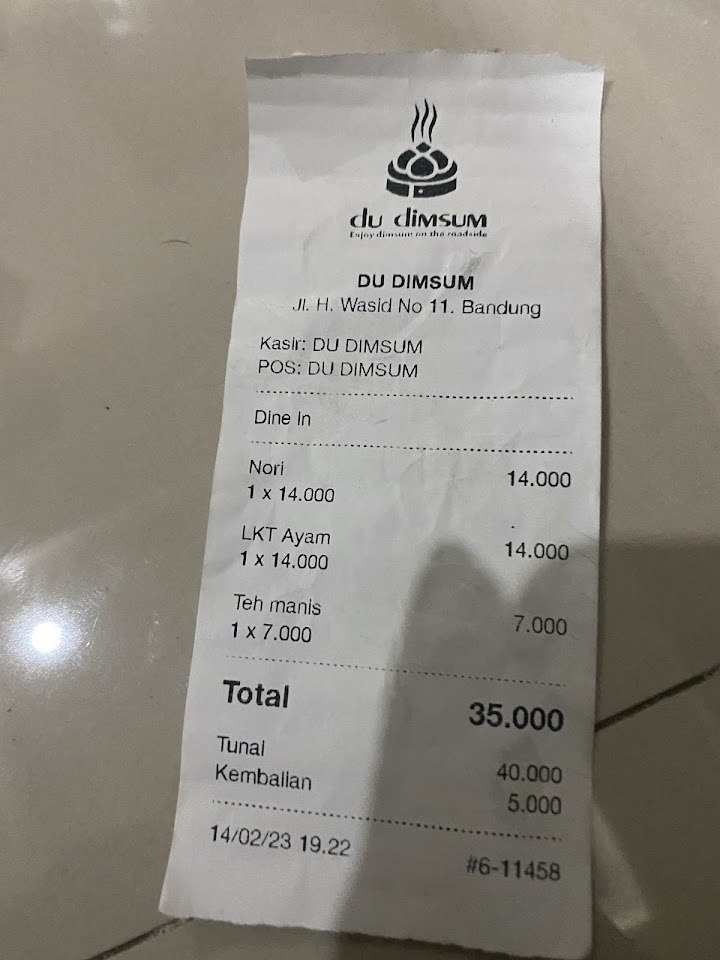 du dimsum
Enjoy dimsum on the roadside
DU DIMSUM
Jl. H. Wasid No 11. Bandung
Kasir: DU DIMSUM
POS: DU DIMSUM
Dine In
Nori
1 x 14.000 14.000
LKT Ayam
1 x 14.000 14.000
Teh manis
1 x 7.000 7.000
Total 35.000
Tunai 40.000
Kembalian 5.000
14/02/23 19.22 #6-11458